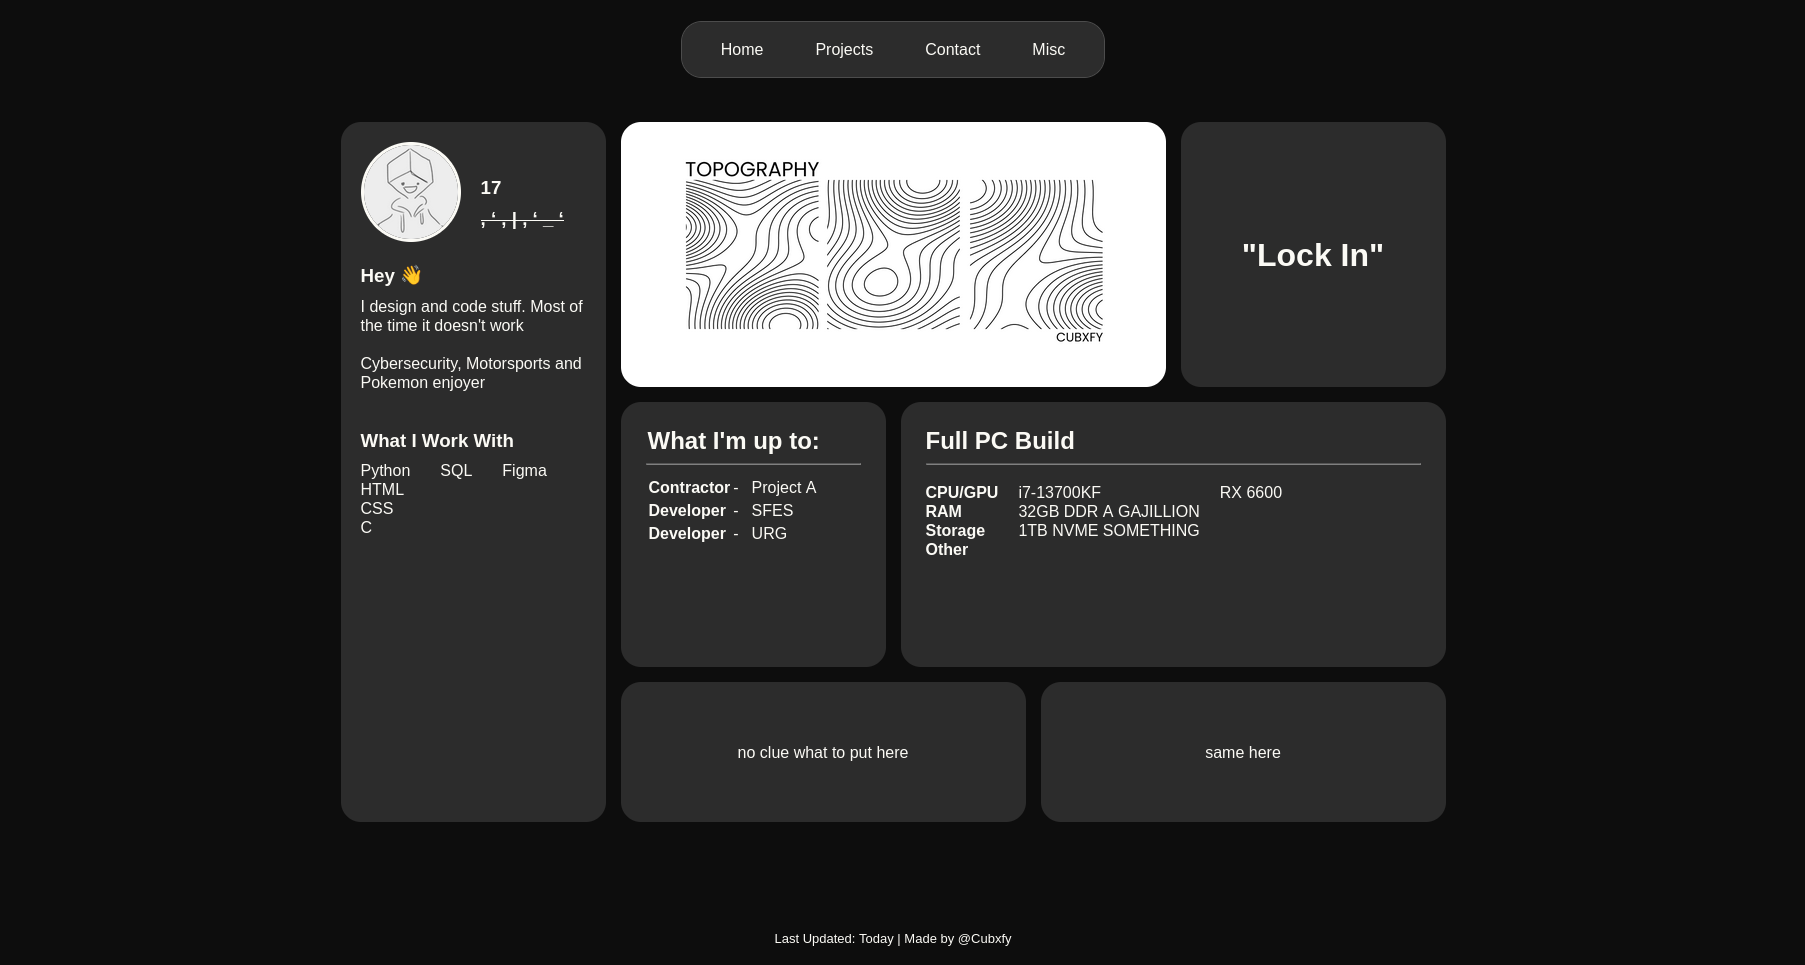 Home Projects Contact Misc
17
, ‘ , | , ‘ _ ‘
Hey 👋
I design and code stuff. Most of
the time it doesn't work
Cybersecurity, Motorsports and
Pokemon enjoyer
What I Work With
Python SQL Figma
HTML
CSS
C
TOPOGRAPHY
CUBXFY
"Lock In"
What I'm up to:
Contractor - Project A
Developer - SFES
Developer - URG
Full PC Build
CPU/GPU i7-13700KF RX 6600
RAM 32GB DDR A GAJILLION
Storage 1TB NVME SOMETHING
Other
no clue what to put here
same here
Last Updated: Today | Made by @Cubxfy